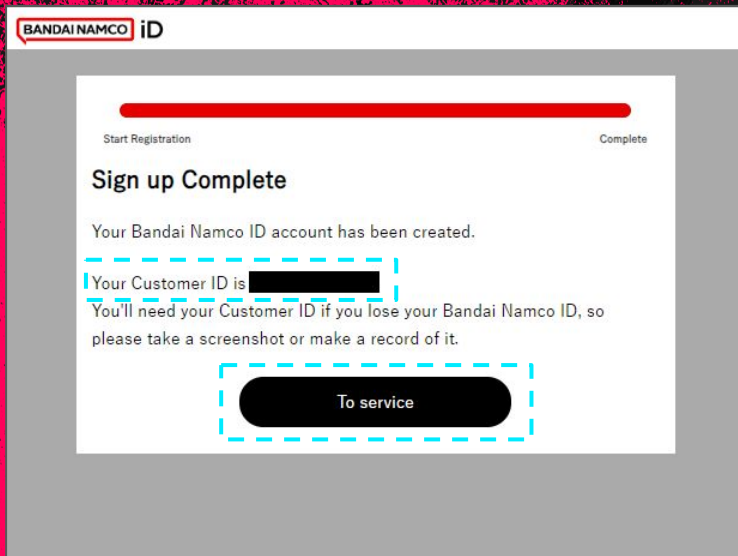 BANDAI NAMCO iD
Start Registration Complete
Sign up Complete
Your Bandai Namco ID account has been created.
Your Customer ID is
You'll need your Customer ID if you lose your Bandai Namco ID, so
please take a screenshot or make a record of it.
To service